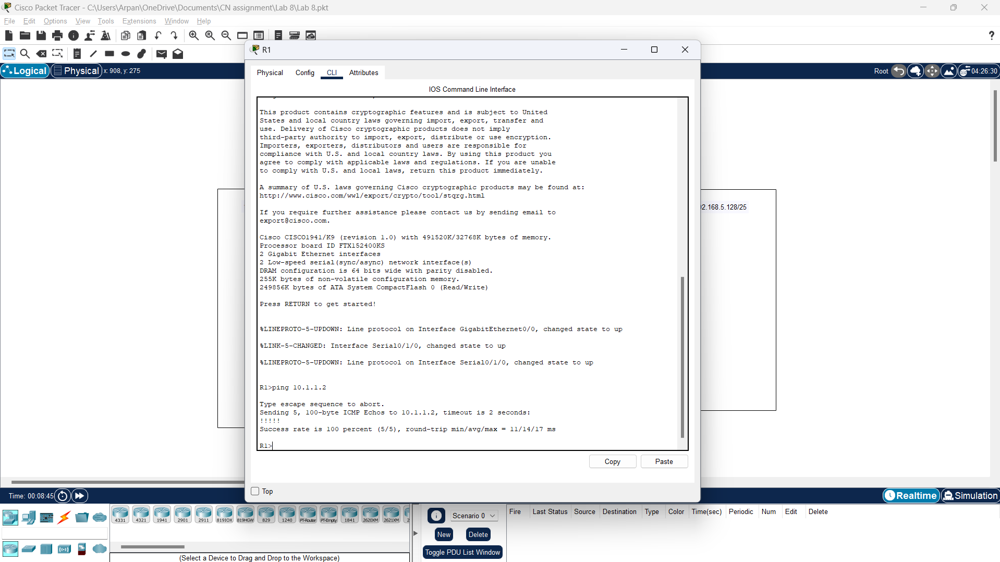 Cisco Packet Tracer - C:\Users\Arpan\OneDrive\Documents\CN assignment\Lab 8\Lab 8.pkt
File Edit Options View Tools Extensions Window Help
?
Logical Physical x: 908, y: 275
Root 04:26:30
R1
Physical Config CLI Attributes
IOS Command Line Interface
This product contains cryptographic features and is subject to United
States and local country laws governing import, export, transfer and
use. Delivery of Cisco cryptographic products does not imply
third-party authority to import, export, distribute or use encryption.
Importers, exporters, distributors and users are responsible for
compliance with U.S. and local country laws. By using this product you
agree to comply with applicable laws and regulations. If you are unable
to comply with U.S. and local laws, return this product immediately.
A summary of U.S. laws governing Cisco cryptographic products may be found at:
http://www.cisco.com/wwl/export/crypto/tool/stqrg.html
If you require further assistance please contact us by sending email to
export@cisco.com.
Cisco CISCO1941/K9 (revision 1.0) with 491520K/32768K bytes of memory.
Processor board ID FTX152400KS
2 Gigabit Ethernet interfaces
2 Low-speed serial(sync/async) network interface(s)
DRAM configuration is 64 bits wide with parity disabled.
255K bytes of non-volatile configuration memory.
249856K bytes of ATA System CompactFlash 0 (Read/Write)
Press RETURN to get started!
%LINEPROTO-5-UPDOWN: Line protocol on Interface GigabitEthernet0/0, changed state to up
%LINK-5-CHANGED: Interface Serial0/1/0, changed state to up
%LINEPROTO-5-UPDOWN: Line protocol on Interface Serial0/1/0, changed state to up
R1>ping 10.1.1.2
Type escape sequence to abort.
Sending 5, 100-byte ICMP Echos to 10.1.1.2, timeout is 2 seconds:
!!!!!
Success rate is 100 percent (5/5), round-trip min/avg/max = 11/14/17 ms
R1>
Copy Paste
Top
2.168.5.128/25
Time: 00:08:45
Realtime Simulation
4331 4321 1941 2901 2911 819IOX 819HGW 829 1240 PT-Router PT-Empty 1841 2620XM 2621XM 2
(Select a Device to Drag and Drop to the Workspace)
Scenario 0
New Delete
Toggle PDU List Window
Fire Last Status Source Destination Type Color Time(sec) Periodic Num Edit Delete